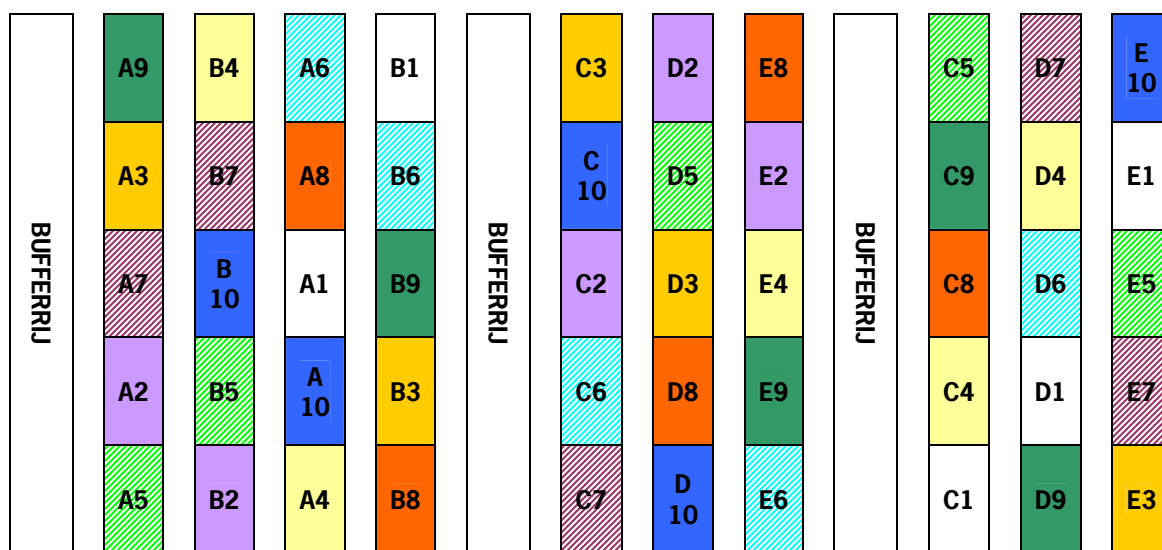 BUFFERRIJ
A9
A3
A7
A2
A5
B4
B7
B
10
B5
B2
A6
A8
A1
A
10
A4
B1
B6
B9
B3
B8
BUFFERRIJ
C3
C
10
C2
C6
C7
D2
D5
D3
D8
D
10
E8
E2
E4
E9
E6
BUFFERRIJ
C5
C9
C8
C4
C1
D7
D4
D6
D1
D9
E
10
E1
E5
E7
E3